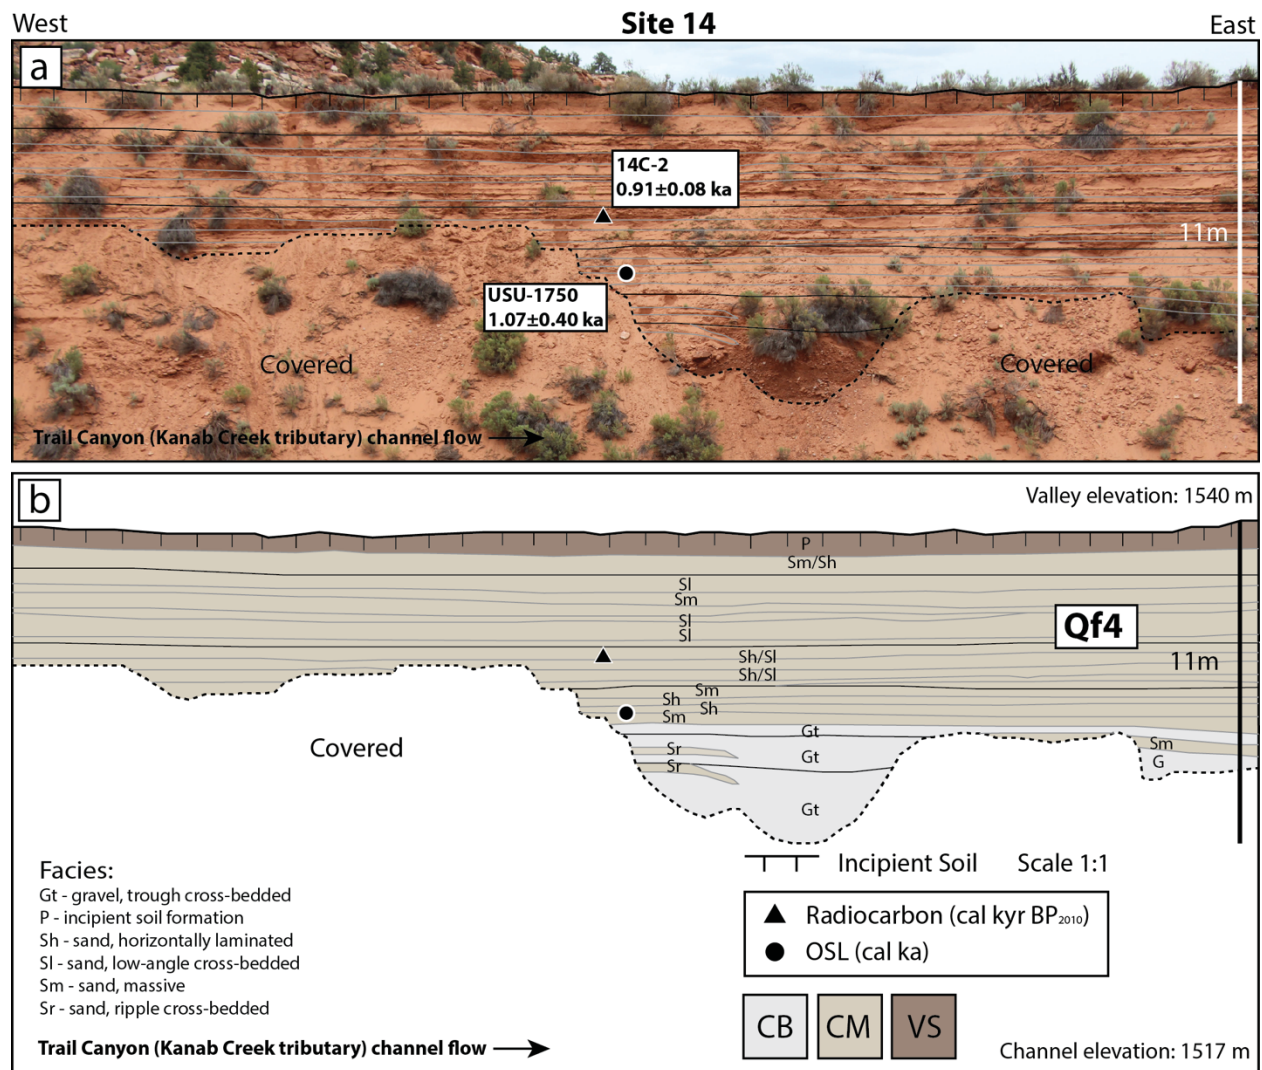 West
Site 14
East
a
14C-2
0.91±0.08 ka
11m
USU-1750
1.07±0.40 ka
Covered
Covered
Trail Canyon (Kanab Creek tributary) channel flow
b
Valley elevation: 1540 m
P
Sm/Sh
Sl
Sm
Sl
Sl
Qf4
Sh/Sl
11m
Sh/Sl
Sm
Sh
Sh
Sm
Gt
Covered
Sr
Gt
Sm
Sr
G
Gt
Incipient Soil
Scale 1:1
Facies:
Gt - gravel, trough cross-bedded
P - incipient soil formation
Sh - sand, horizontally laminated
Sl - sand, low-angle cross-bedded
Sm - sand, massive
Sr - sand, ripple cross-bedded
Radiocarbon (cal kyr BP2010)
OSL (cal ka)
CB
CM
VS
Trail Canyon (Kanab Creek tributary) channel flow
Channel elevation: 1517 m